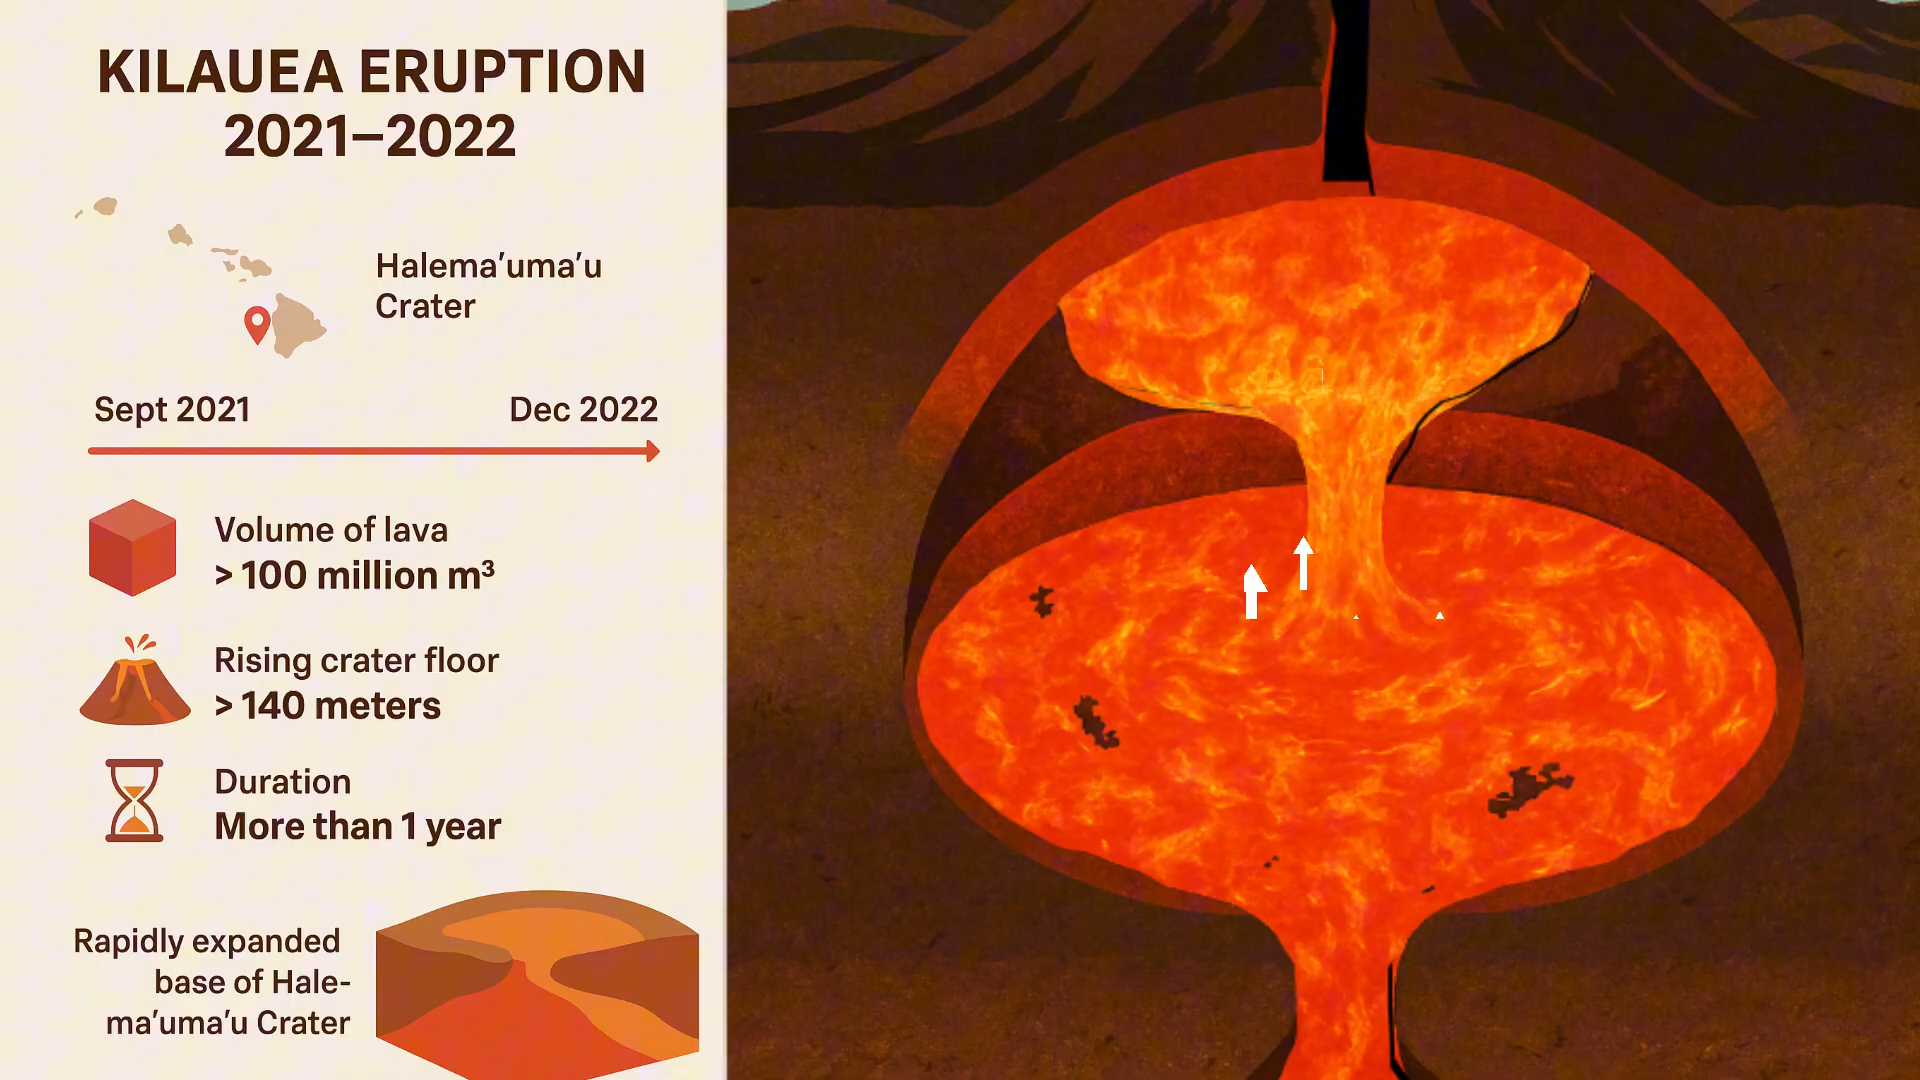 KILAUEA ERUPTION
2021–2022
Halema′uma′u
Crater
Sept 2021
Dec 2022
Volume of lava
> 100 million m³
Rising crater floor
> 140 meters
Duration
More than 1 year
Rapidly expanded
base of Hale-
ma′uma′u Crater